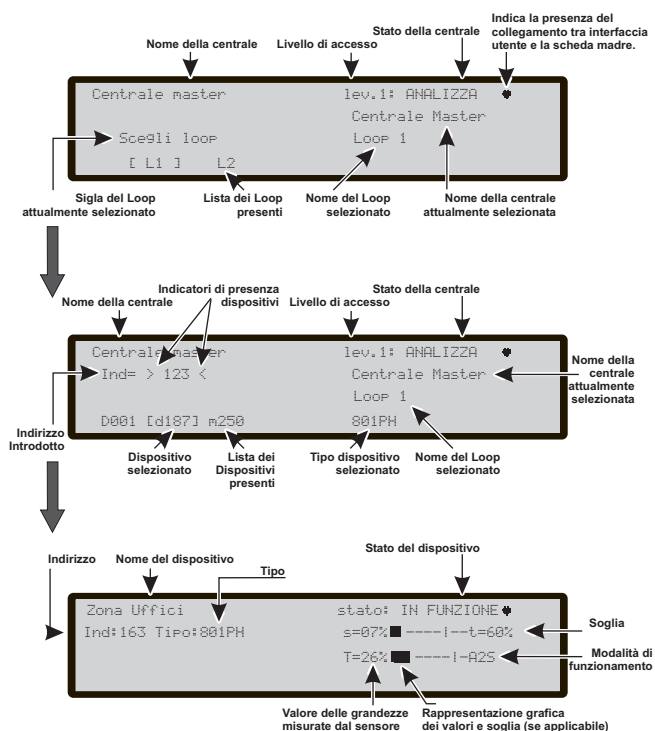 Indica la presenza del
collegamento tra interfaccia
utente e la scheda madre.
Stato della centrale
Nome della centrale
Livello di accesso
Centrale master lev.1: ANALIZZA
Centrale Master
Scegli loop Loop 1
[ L1 ] L2
Sigla del Loop
attualmente selezionato
Lista dei Loop
presenti
Nome del Loop
selezionato
Nome della centrale
attualmente selezionata
Indicatori di presenza
dispositivi
Stato della centrale
Nome della centrale
Livello di accesso
Centrale master lev.1: ANALIZZA
Ind= > 123 < Centrale Master
Loop 1
D001 [d187] m250 801PH
Nome della
centrale
attualmente
selezionata
Indirizzo
Introdotto
Dispositivo
selezionato
Lista dei
Dispositivi
presenti
Tipo dispositivo
selezionato
Nome del Loop
selezionato
Stato del dispositivo
Indirizzo
Nome del dispositivo
Tipo
Zona Uffici stato: IN FUNZIONE
Ind:163 Tipo:801PH s=07% ----|--t=60%
T=26% ----|-A2S
Soglia
Modalità di
funzionamento
Valore delle grandezze
misurate dal sensore
Rappresentazione grafica
dei valori e soglia (se applicabile)